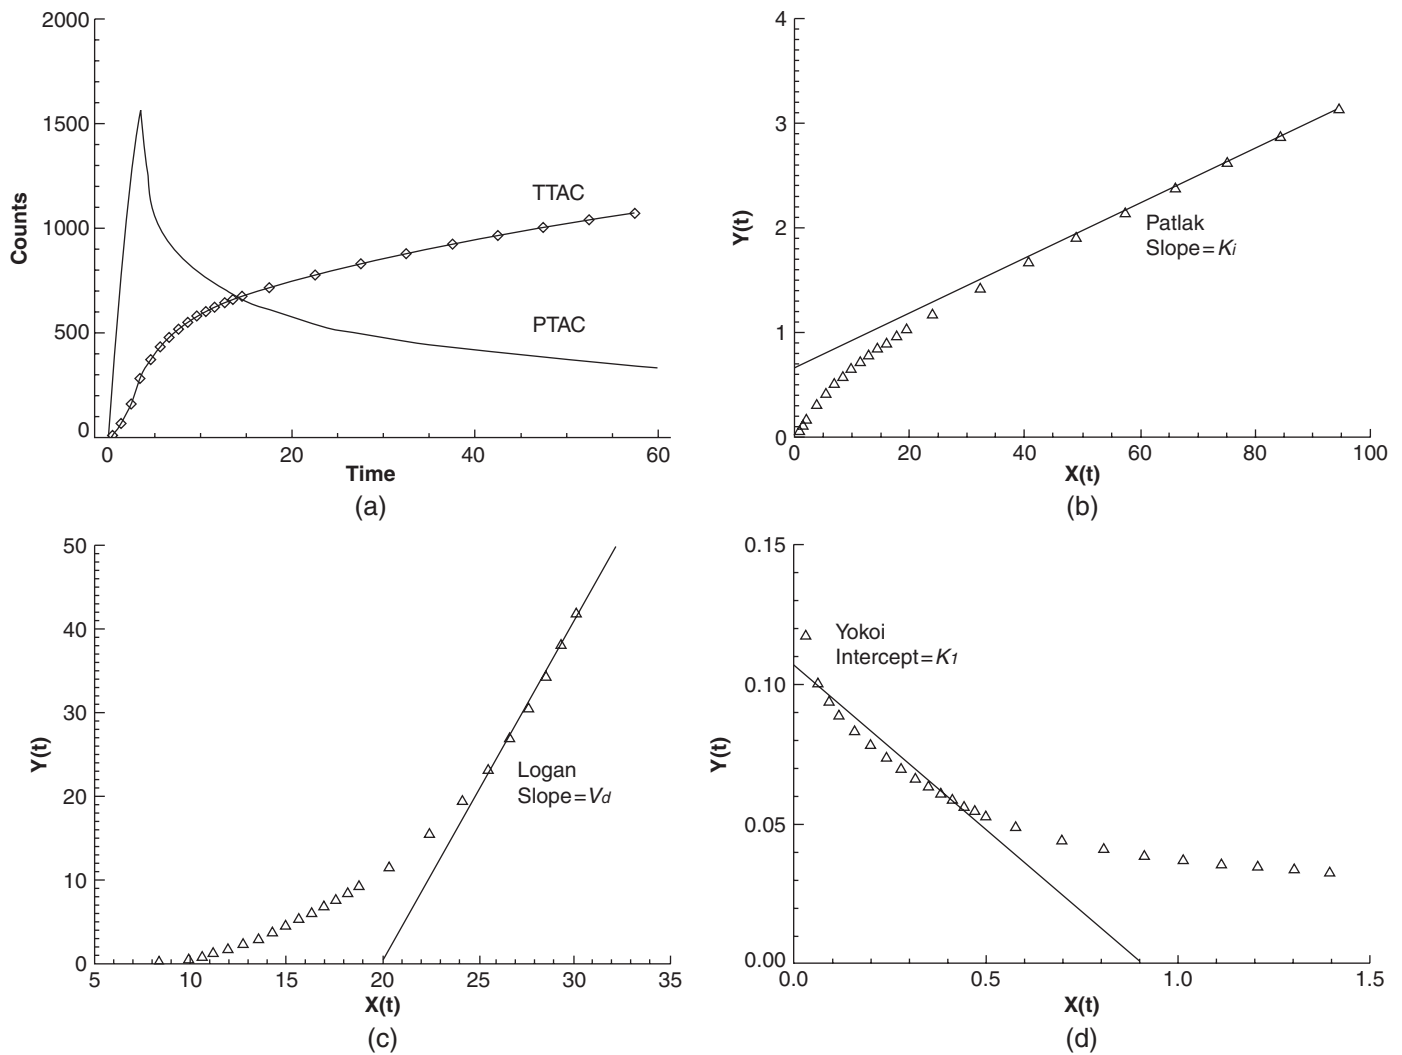 2000
1500
1000
500
0
Counts
TTAC
PTAC
0 20 40 60
Time
(a)
4
3
2
1
0
Y(t)
Patlak
Slope=Ki
0 20 40 60 80 100
X(t)
(b)
50
40
30
20
10
0
Y(t)
Logan
Slope=Vd
5 10 15 20 25 30 35
X(t)
(c)
0.15
0.10
0.05
0.00
Y(t)
Yokoi
Intercept=K1
0.0 0.5 1.0 1.5
X(t)
(d)